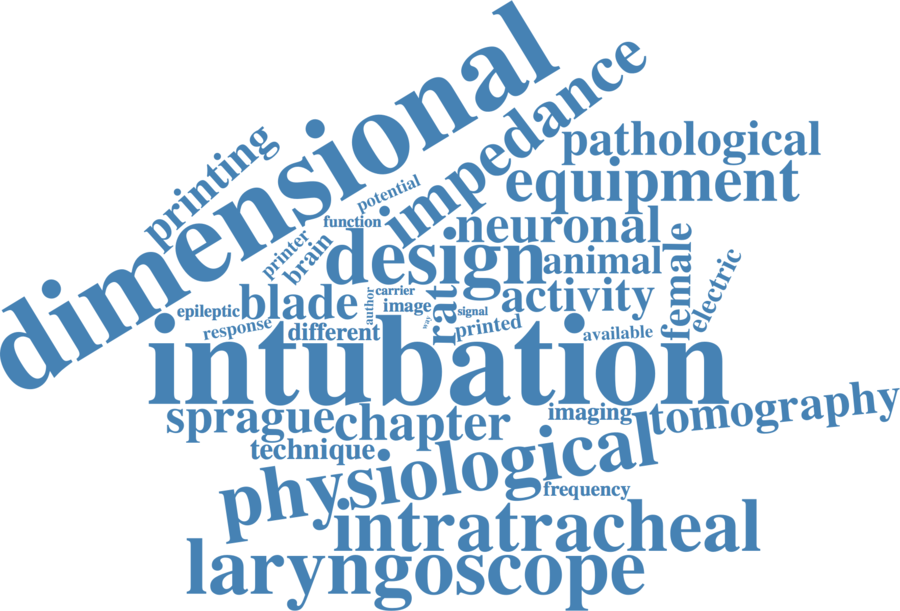 dimensional
impedance
printing
pathological
equipment
potential
function
neuronal
printer
brain
design
animal
female
electric
epileptic
blade
author
carrier
image
rat
signal
way
activity
response
different
printed
available
intubation
sprague
chapter
imaging
tomography
technique
physiological
frequency
intratracheal
laryngoscope